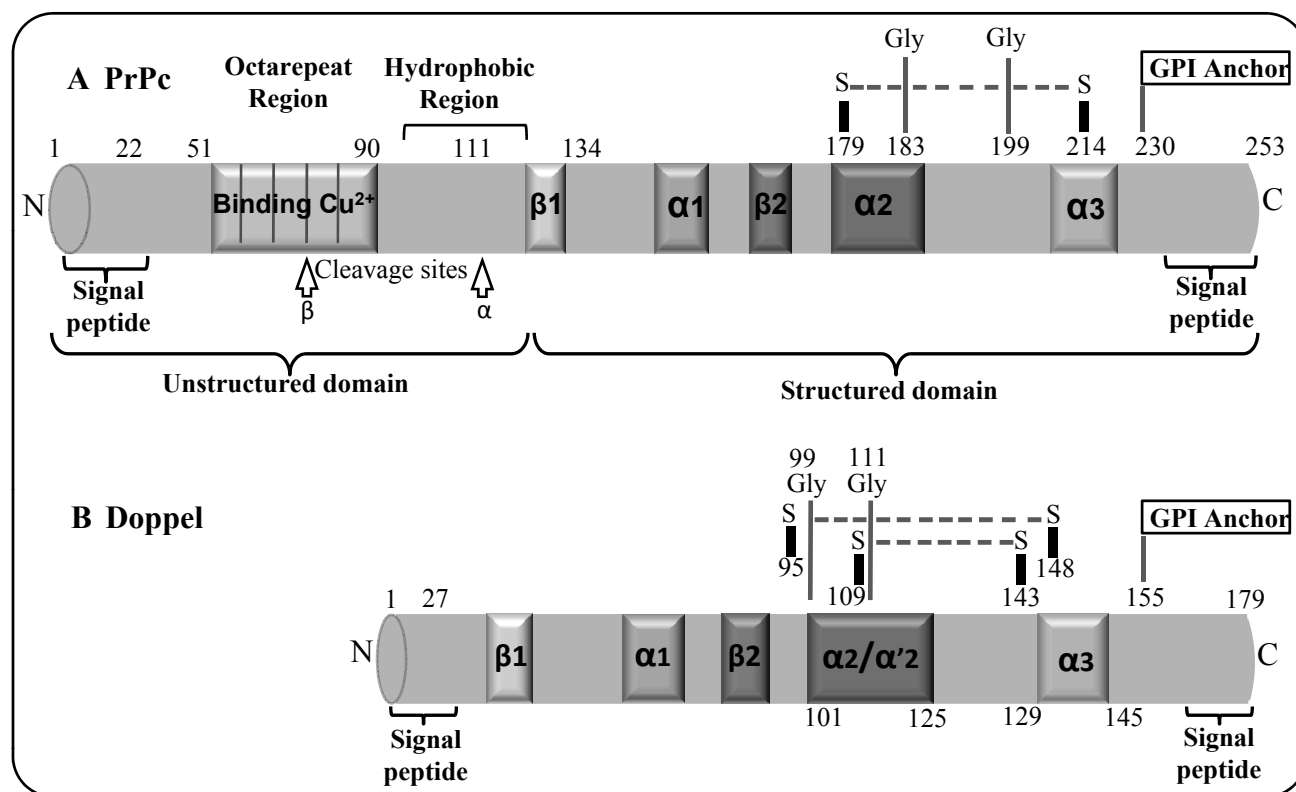 Gly Gly
A PrPc Octarepeat Region Hydrophobic Region S S GPI Anchor
1 22 51 90 111 134 179 183 199 214 230 253
N Binding Cu²⁺ β1 α1 β2 α2 α3 C
Cleavage sites
Signal peptide β α Signal peptide
Unstructured domain Structured domain
99 111
Gly Gly
B Doppel S S GPI Anchor
S S
95 148
109 143 155
1 27 179
N β1 α1 β2 α2/α'2 α3 C
101 125 129 145
Signal peptide Signal peptide